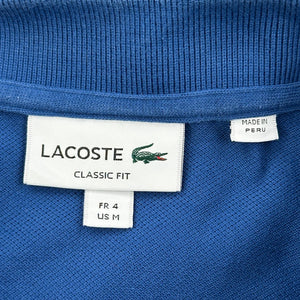 LACOSTE
CLASSIC FIT
FR 4
US M
MADE IN
PERU